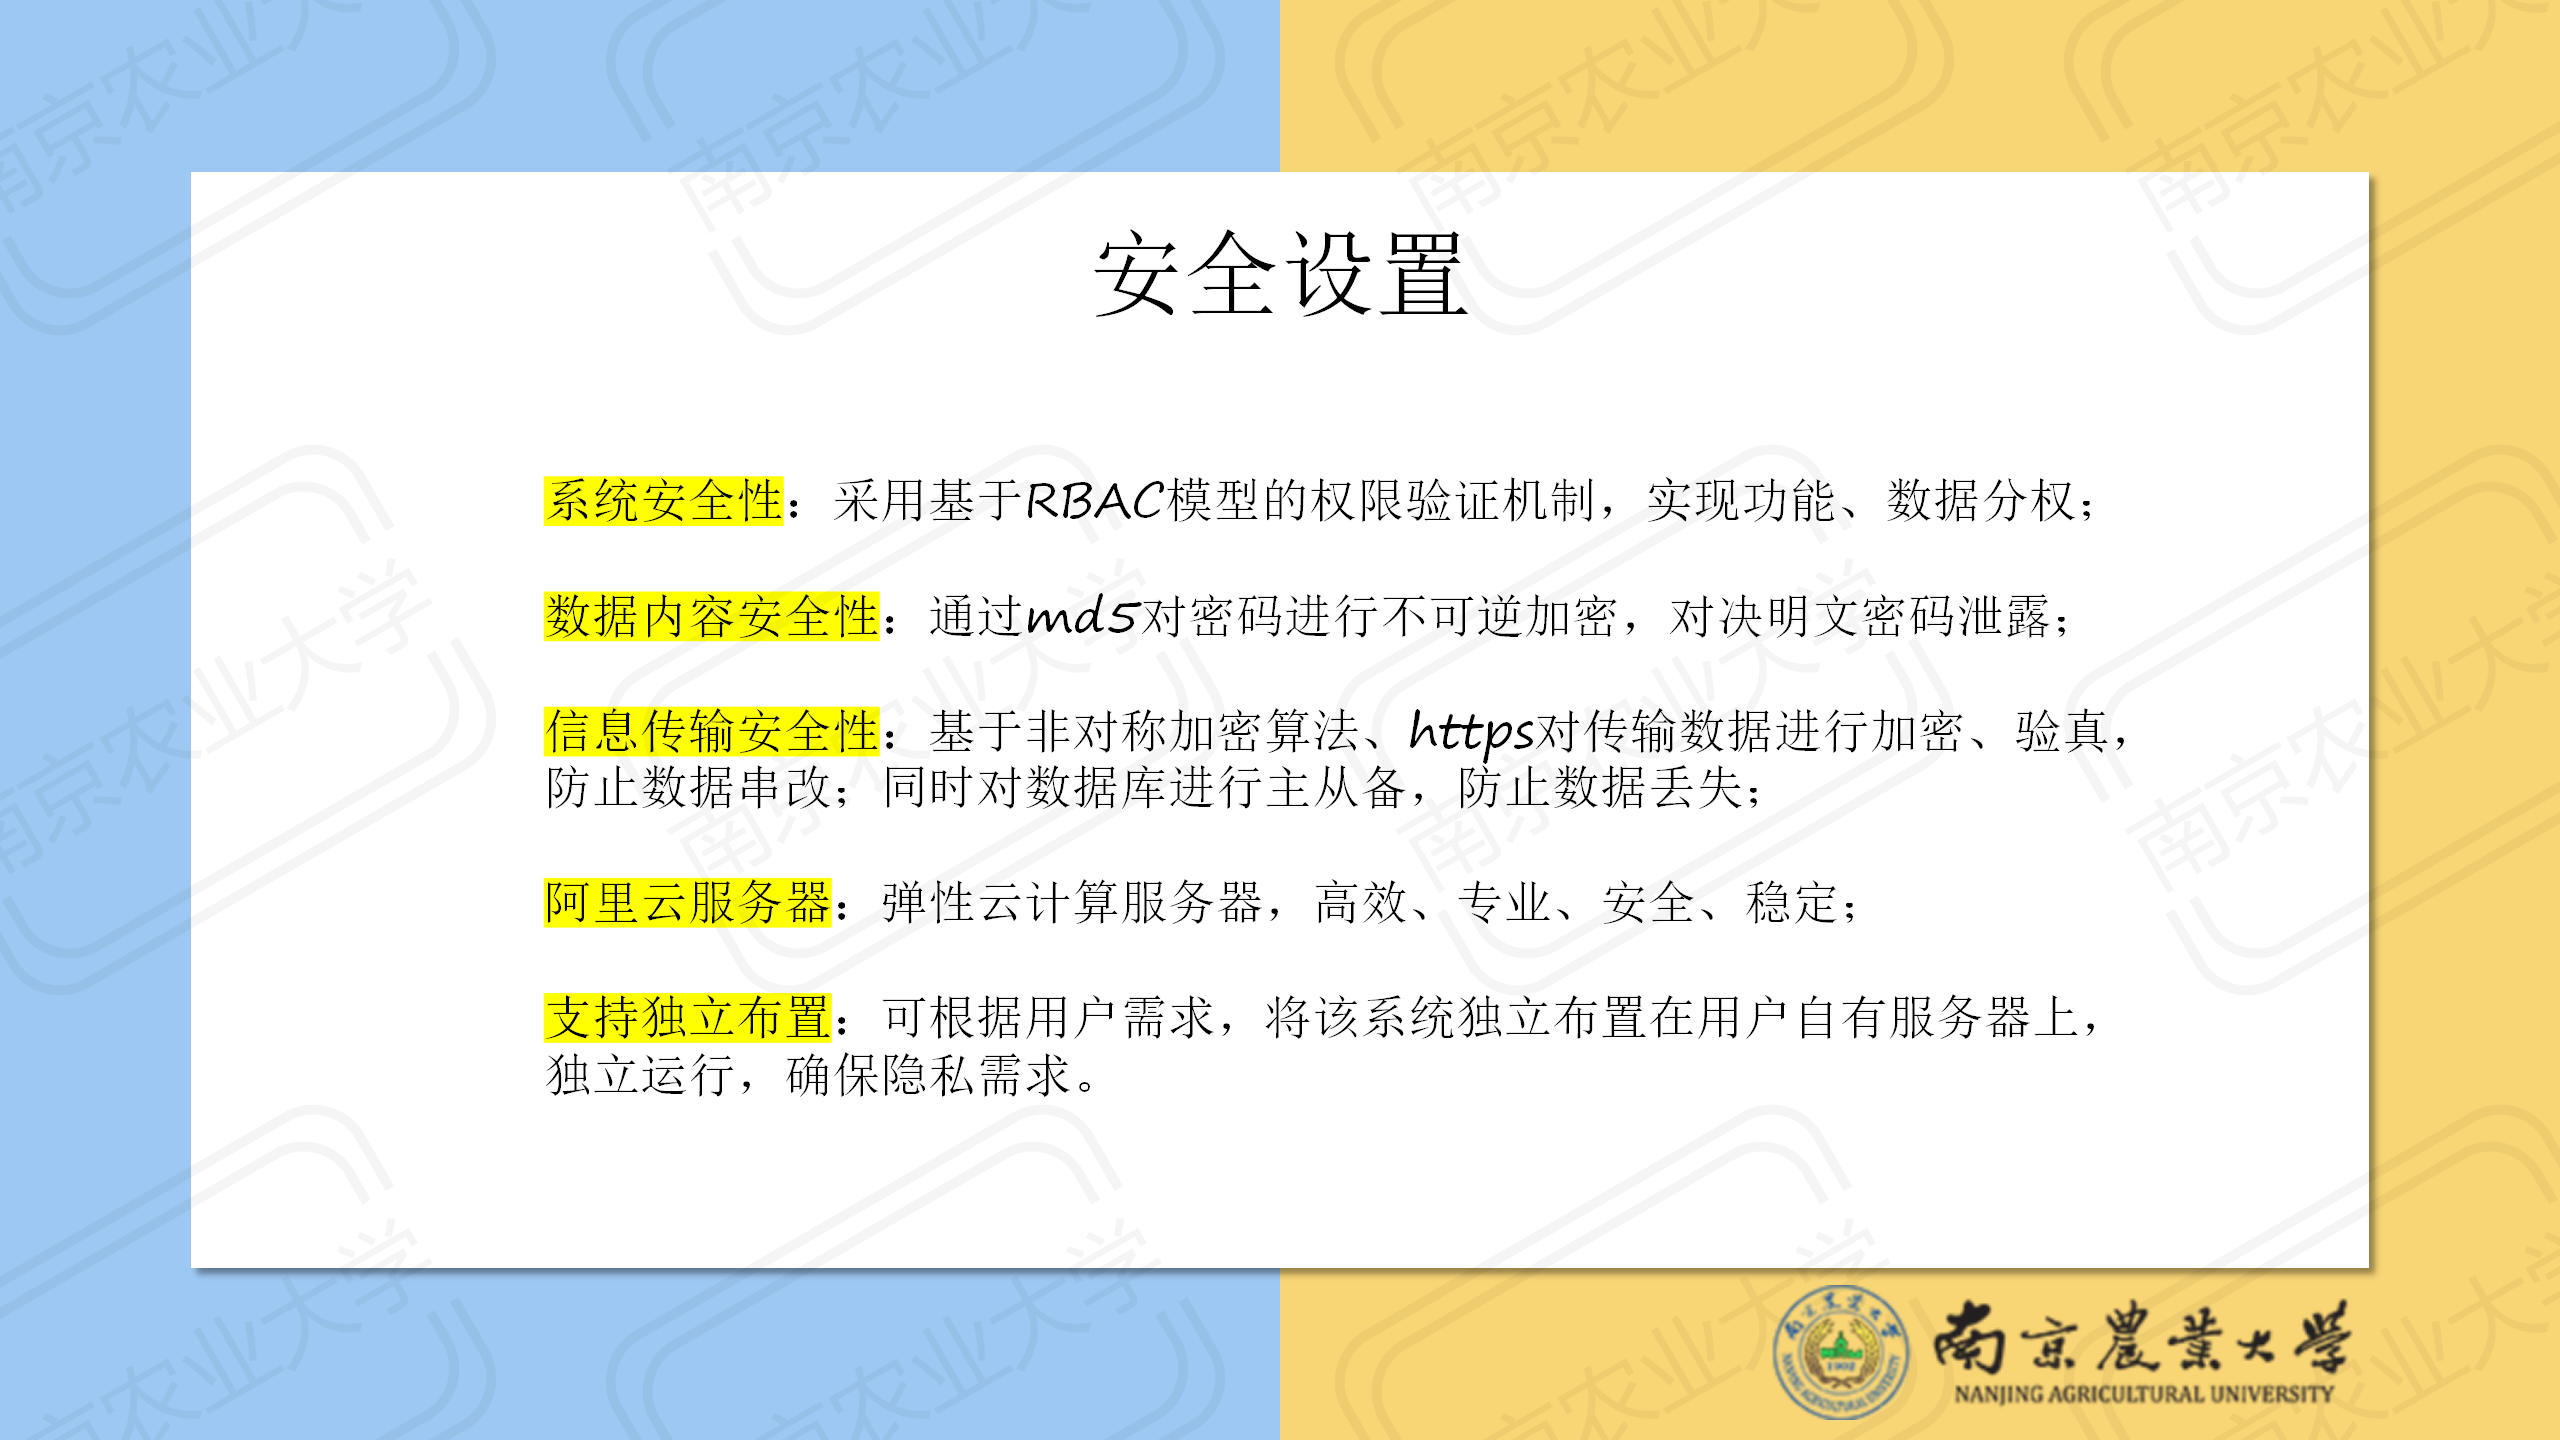 安全设置
系统安全性：采用基于RBAC模型的权限验证机制，实现功能、数据分权；
数据内容安全性：通过md5对密码进行不可逆加密，对决明文密码泄露；
信息传输安全性：基于非对称加密算法、https对传输数据进行加密、验真，
防止数据串改；同时对数据库进行主从备，防止数据丢失；
阿里云服务器：弹性云计算服务器，高效、专业、安全、稳定；
支持独立布置：可根据用户需求，将该系统独立布置在用户自有服务器上，
独立运行，确保隐私需求。
南京農業大学
NANJING AGRICULTURAL UNIVERSITY
南京农业大学